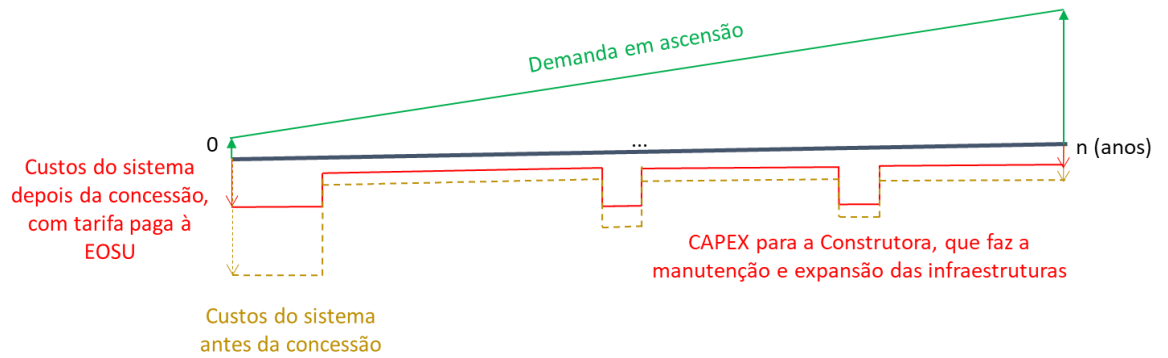 Demanda em ascensão
0
...
n (anos)
Custos do sistema
depois da concessão,
com tarifa paga à
EOSU
CAPEX para a Construtora, que faz a
manutenção e expansão das infraestruturas
Custos do sistema
antes da concessão